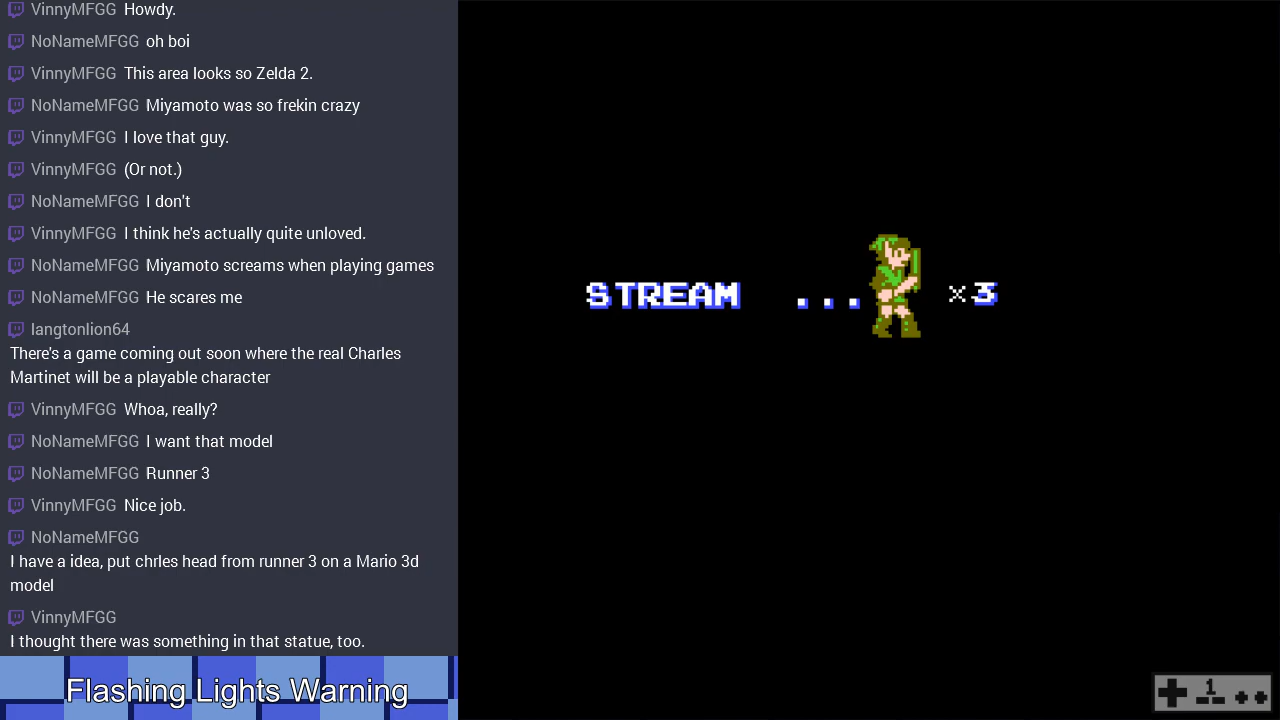 VinnyMFGG Howdy.
NoNameMFGG oh boi
VinnyMFGG This area looks so Zelda 2.
NoNameMFGG Miyamoto was so frekin crazy
VinnyMFGG I love that guy.
VinnyMFGG (Or not.)
NoNameMFGG I don't
VinnyMFGG I think he's actually quite unloved.
NoNameMFGG Miyamoto screams when playing games
NoNameMFGG He scares me
langtonlion64
There's a game coming out soon where the real Charles
Martinet will be a playable character
VinnyMFGG Whoa, really?
NoNameMFGG I want that model
NoNameMFGG Runner 3
VinnyMFGG Nice job.
NoNameMFGG
I have a idea, put chrles head from runner 3 on a Mario 3d
model
VinnyMFGG
I thought there was something in that statue, too.
Flashing Lights Warning
STREAM ... ×3
1